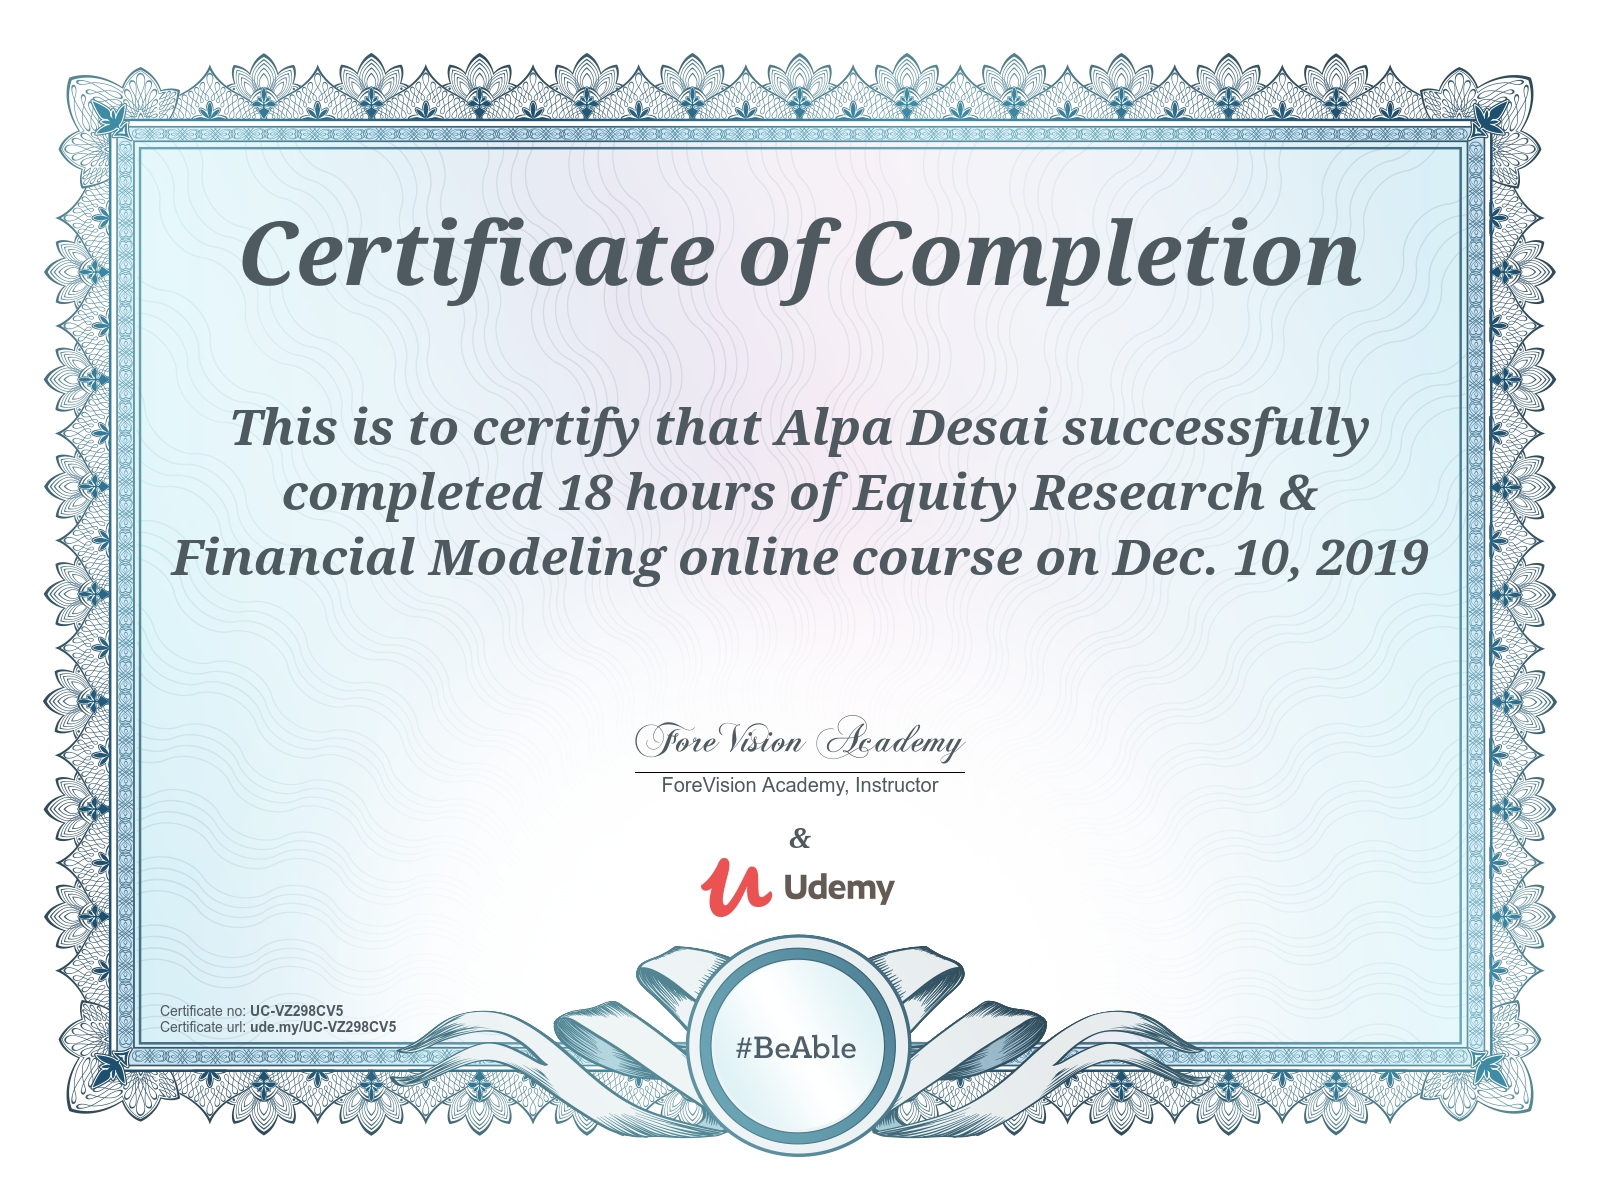 Certificate of Completion
This is to certify that Alpa Desai successfully
completed 18 hours of Equity Research &
Financial Modeling online course on Dec. 10, 2019
ForeVision Academy
ForeVision Academy, Instructor
&
Udemy
Certificate no: UC-VZ298CV5
Certificate url: ude.my/UC-VZ298CV5
#BeAble